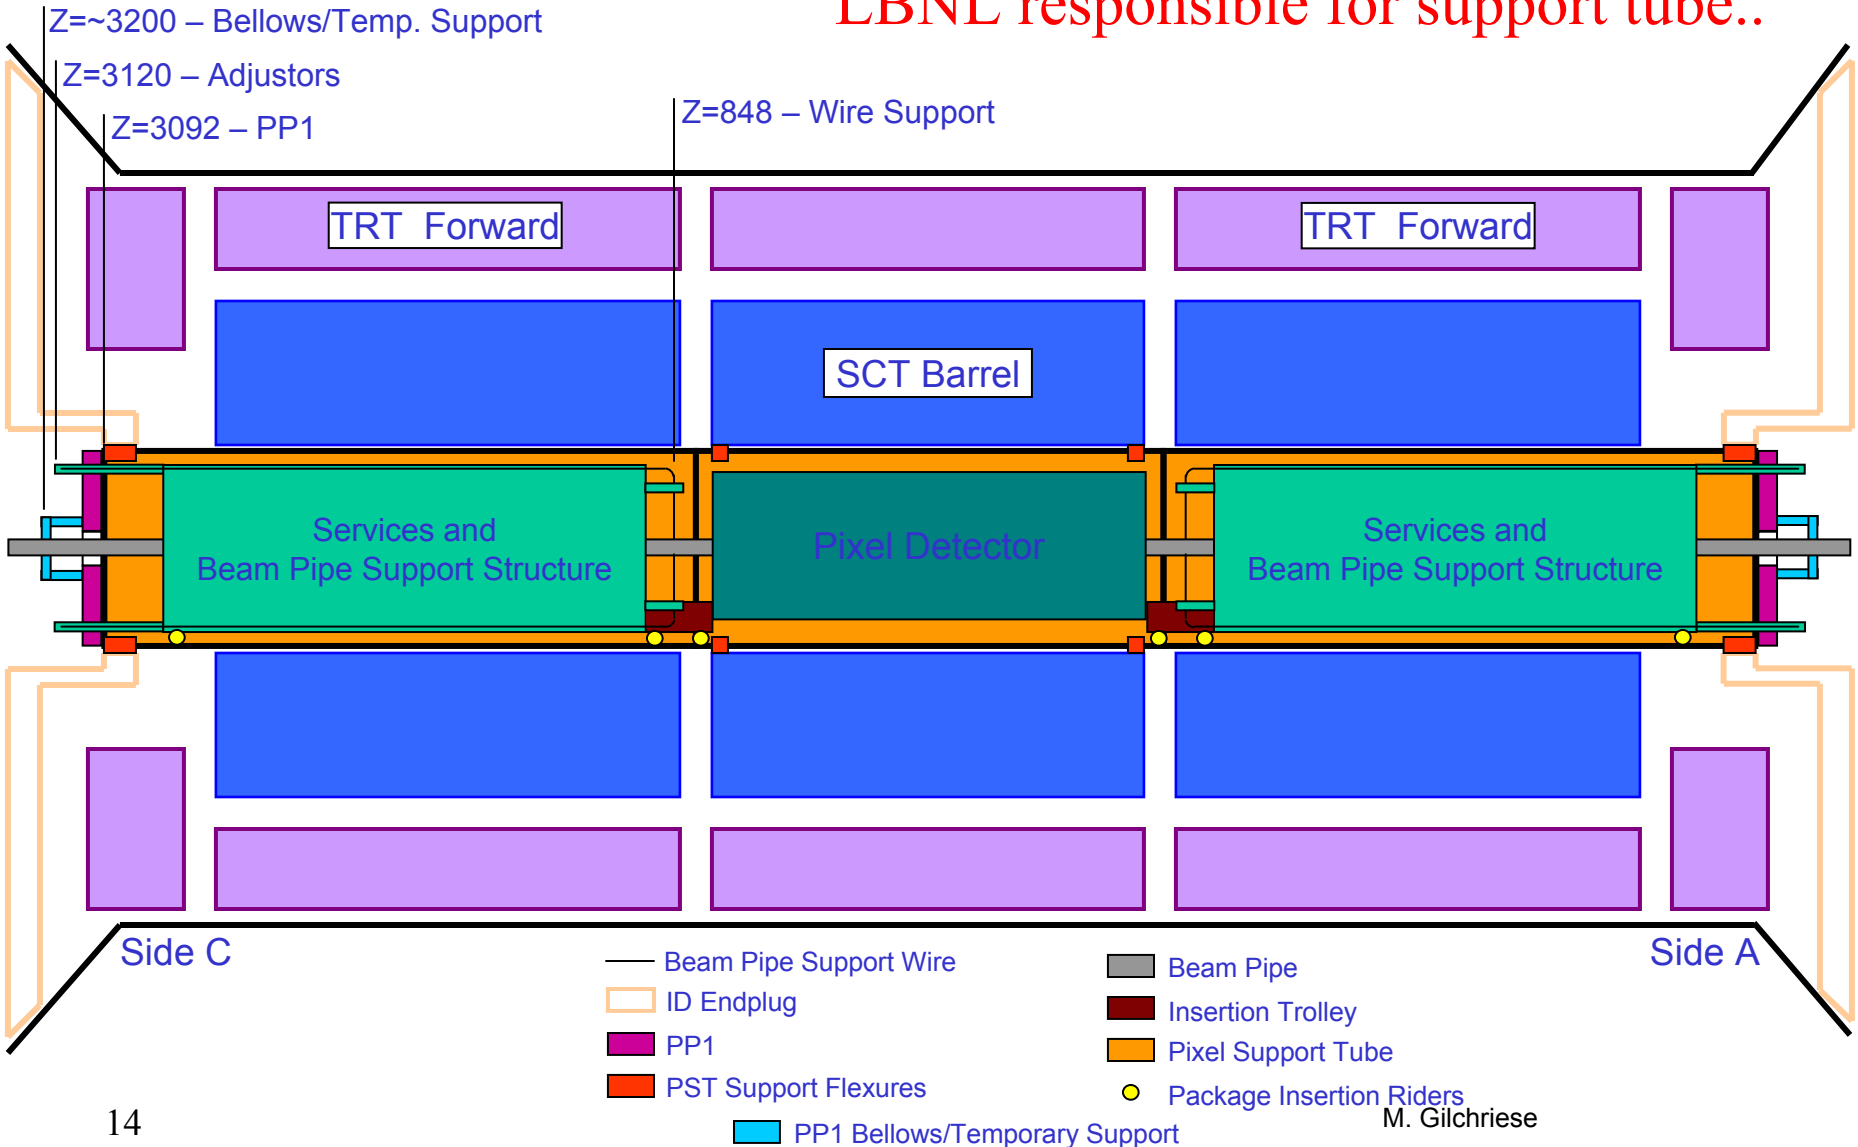 LBNL responsible for support tube..
Z=~3200 – Bellows/Temp. Support
Z=3120 – Adjustors
Z=3092 – PP1
Z=848 – Wire Support
TRT Forward
TRT Forward
SCT Barrel
Services and
Beam Pipe Support Structure
Pixel Detector
Services and
Beam Pipe Support Structure
Side C
Side A
Beam Pipe Support Wire
ID Endplug
PP1
PST Support Flexures
PP1 Bellows/Temporary Support
Beam Pipe
Insertion Trolley
Pixel Support Tube
Package Insertion Riders
14
M. Gilchriese